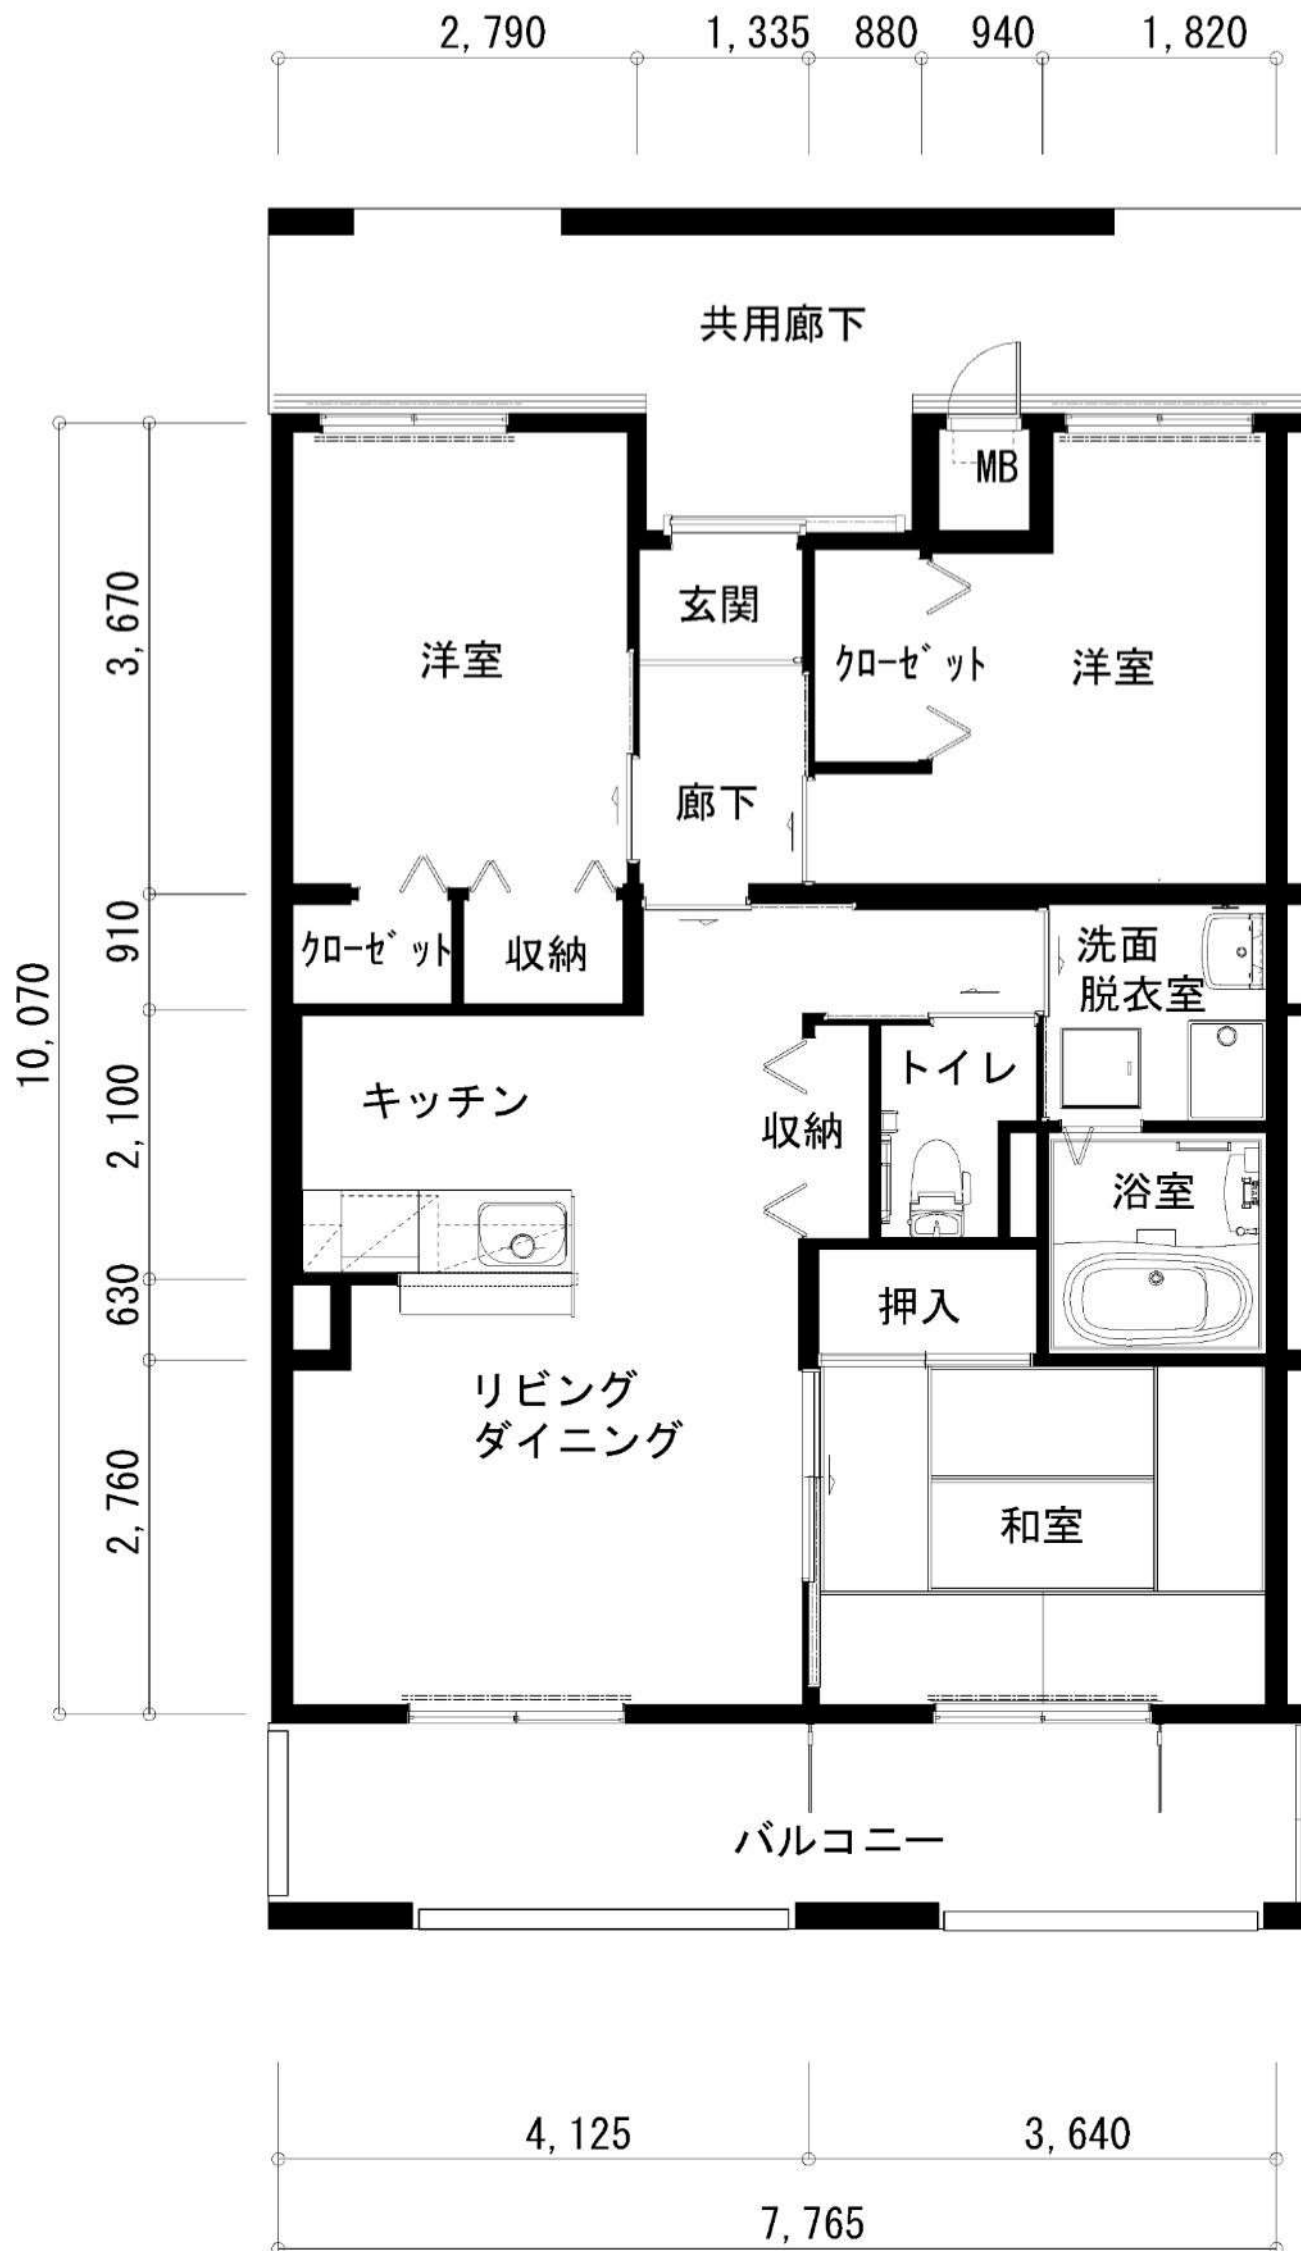 2,790
1,335
880
940
1,820
共用廊下
MB
玄関
洋室
クローゼット
洋室
廊下
3,670
910
10,070
2,100
630
2,760
クローゼット
収納
洗面
脱衣室
トイレ
キッチン
収納
浴室
押入
リビング
ダイニング
和室
バルコニー
4,125
3,640
7,765